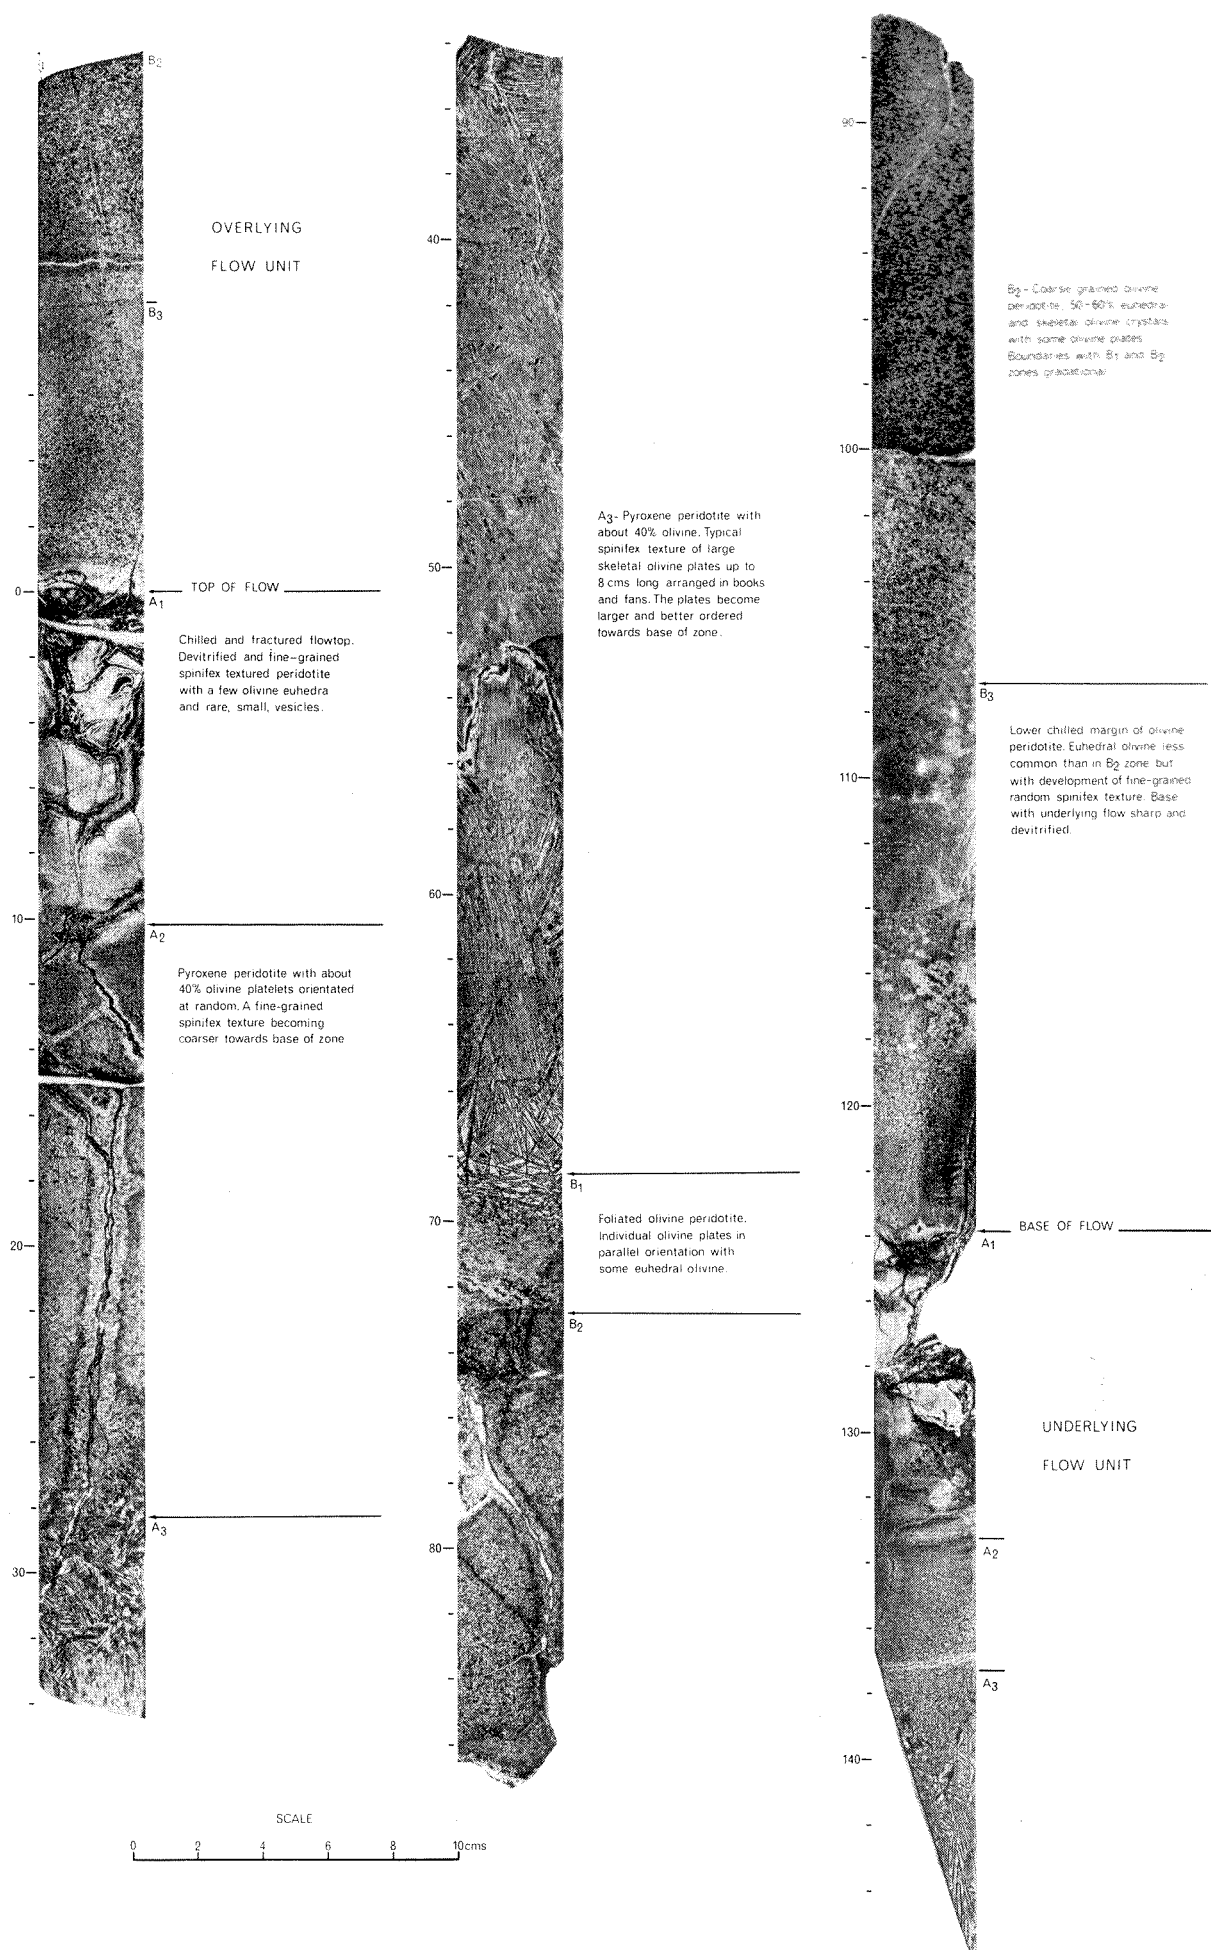 B2
OVERLYING
FLOW UNIT
B3
0
TOP OF FLOW
A1
Chilled and fractured flowtop.
Devitrified and fine-grained
spinifex textured peridotite
with a few olivine euhedra
and rare, small, vesicles.
10
A2
Pyroxene peridotite with about
40% olivine platelets orientated
at random. A fine-grained
spinifex texture becoming
coarser towards base of zone
20
A3
30
40
A3- Pyroxene peridotite with
about 40% olivine. Typical
spinifex texture of large
skeletal olivine plates up to
8cms long arranged in books
and fans. The plates become
larger and better ordered
towards base of zone.
50
60
B1
70
Foliated olivine peridotite.
Individual olivine plates in
parallel orientation with
some euhedral olivine.
B2
80
90
B2- Coarse grained olivine
peridotite, 50-60% euhedral
and skeletal olivine crystals
with some olivine plates
Boundaries with B1 and B2
zones gradational
100
B3
Lower chilled margin of olivine
peridotite. Euhedral olivine less
common than in B2 zone but
with development of fine-grained
random spinifex texture. Base
with underlying flow sharp and
devitrified.
110
120
BASE OF FLOW
A1
130
UNDERLYING
FLOW UNIT
A2
A3
140
SCALE
0 2 4 6 8 10cms